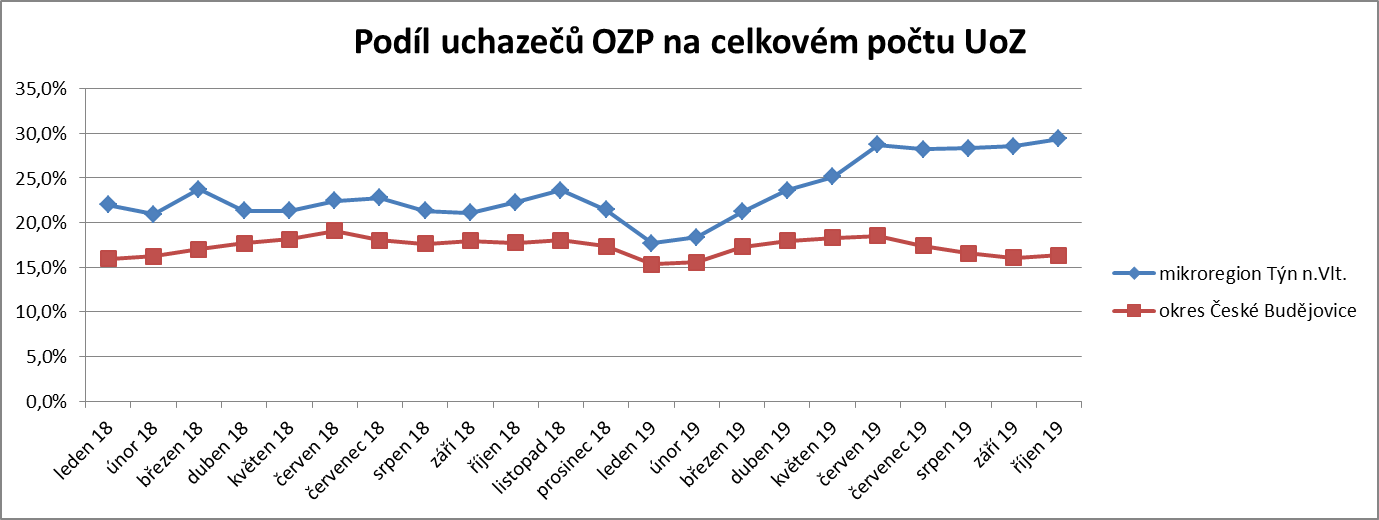 Podíl uchazečů OZP na celkovém počtu UoZ
35,0%
30,0%
25,0%
20,0%
15,0%
10,0%
5,0%
0,0%
leden 18
únor 18
březen 18
duben 18
květen 18
červen 18
červenec 18
srpen 18
září 18
říjen 18
listopad 18
prosinec 18
leden 19
únor 19
březen 19
duben 19
květen 19
červen 19
červenec 19
srpen 19
září 19
říjen 19
mikroregion Týn n.Vlt.
okres České Budějovice